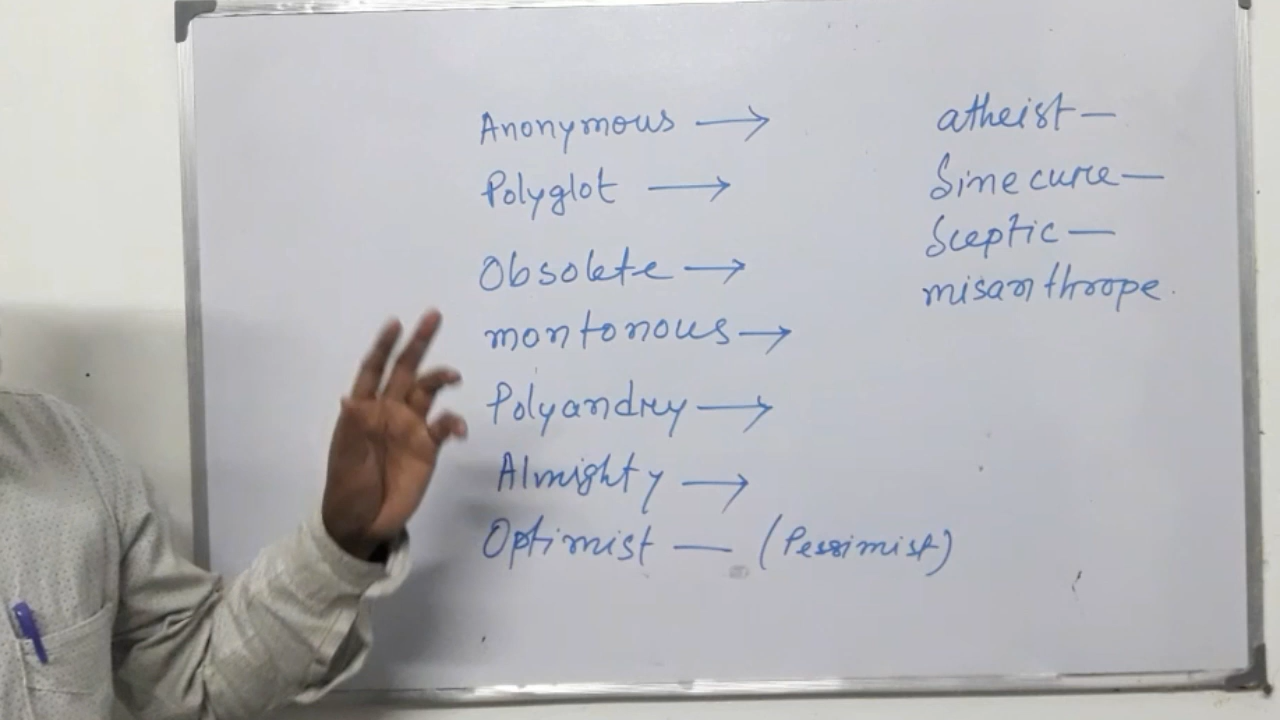 Anonymous →
Polyglot →
Obsolete →
montonous →
Polyandry →
Almighty →
Optimist — (Pessimist)
atheist —
Sinecure —
Sceptic —
misanthrope.